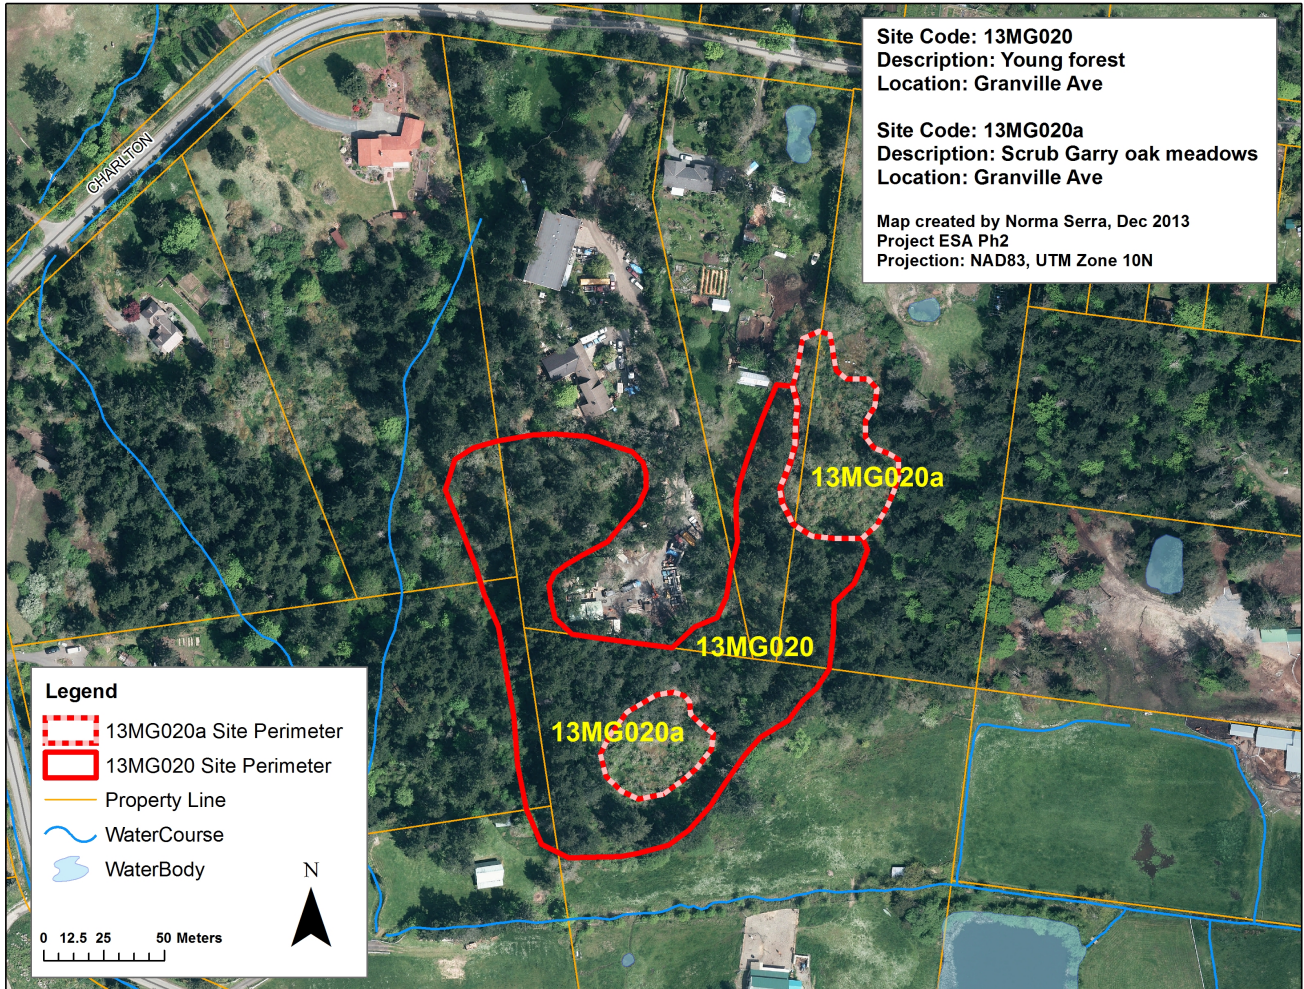 Site Code: 13MG020
Description: Young forest
Location: Granville Ave
Site Code: 13MG020a
Description: Scrub Garry oak meadows
Location: Granville Ave
Map created by Norma Serra, Dec 2013
Project ESA Ph2
Projection: NAD83, UTM Zone 10N
CHARLTON
13MG020a
13MG020
13MG020a
Legend
13MG020a Site Perimeter
13MG020 Site Perimeter
Property Line
WaterCourse
WaterBody
N
0 12.5 25 50 Meters